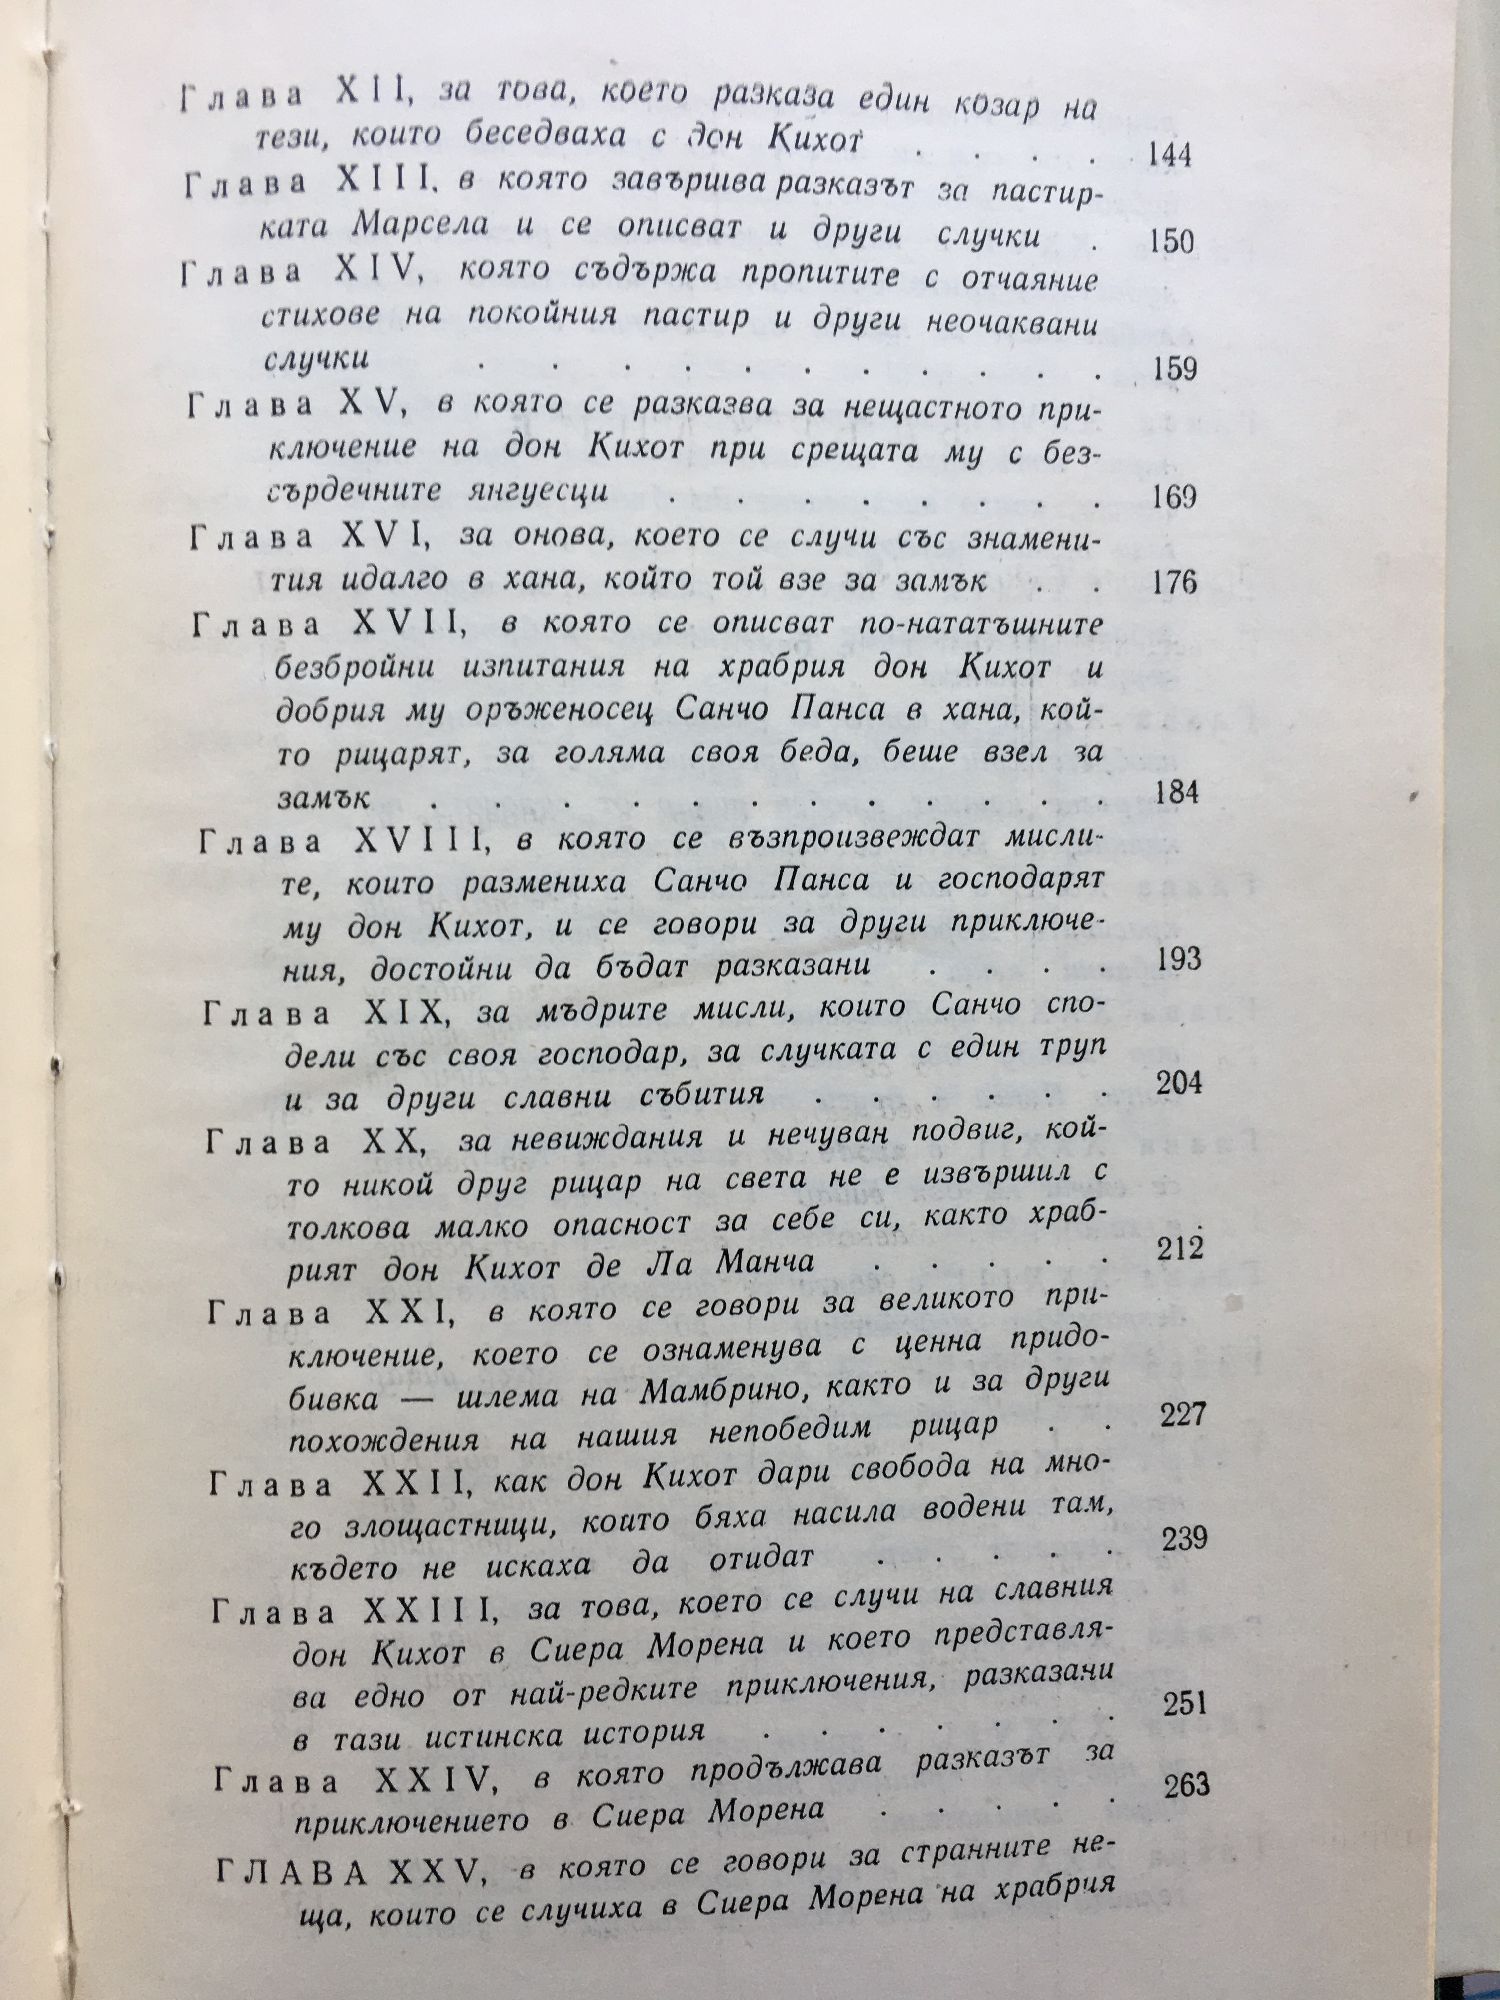 Глава XII, за това, което разказа един козар на
тези, които беседваха с дон Кихот . . . . 144
Глава XIII, в която завършва разказът за пастир-
ката Марсела и се описват и други случки . 150
Глава XIV, която съдържа пропитите с отчаяние
стихове на покойния пастир и други неочаквани
случки . . . . . . . . . . 159
Глава XV, в която се разказва за нещастното при-
ключение на дон Кихот при срещата му с без-
сърдечните янгуесци . . . . . . . 169
Глава XVI, за онова, което се случи със знамени-
тия идалго в хана, който той взе за замък . . 176
Глава XVII, в която се описват по-нататъшните
безбройни изпитания на храбрия дон Кихот и
добрия му оръженосец Санчо Панса в хана, кой-
то рицарят, за голяма своя беда, беше взел за
замък . . . . . . . . . . . 184
Глава XVIII, в която се възпроизвеждат мисли-
те, които размениха Санчо Панса и господарят
му дон Кихот, и се говори за други приключе-
ния, достойни да бъдат разказани . . . . 193
Глава XIX, за мъдрите мисли, които Санчо спо-
дели със своя господар, за случката с един труп
и за други славни събития . . . . . . 204
Глава XX, за невиждания и нечуван подвиг, кой-
то никой друг рицар на света не е извършил с
толкова малко опасност за себе си, както храб-
рият дон Кихот де Ла Манча . . . . . 212
Глава XXI, в която се говори за великото при-
ключение, което се ознаменува с ценна придо-
бивка — шлема на Мамбрино, както и за други
похождения на нашия непобедим рицар . . 227
Глава XXII, как дон Кихот дари свобода на мно-
го злощастници, които бяха насила водени там,
където не искаха да отидат . . . . . 239
Глава XXIII, за това, което се случи на славния
дон Кихот в Сиера Морена и което представля-
ва едно от най-редките приключения, разказани
в тази истинска история . . . . . . . 251
Глава XXIV, в която продължава разказът за
приключението в Сиера Морена . . . . . 263
ГЛАВА XXV, в която се говори за странните не-
ща, които се случиха в Сиера Морена на храбрия